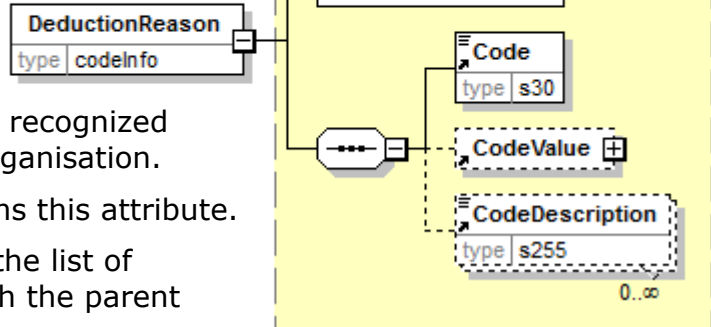 DeductionReason
type codeInfo
recognized
ganisation.
ns this attribute.
the list of
h the parent
Code
type s30
CodeValue
CodeDescription
type s255
0..∞